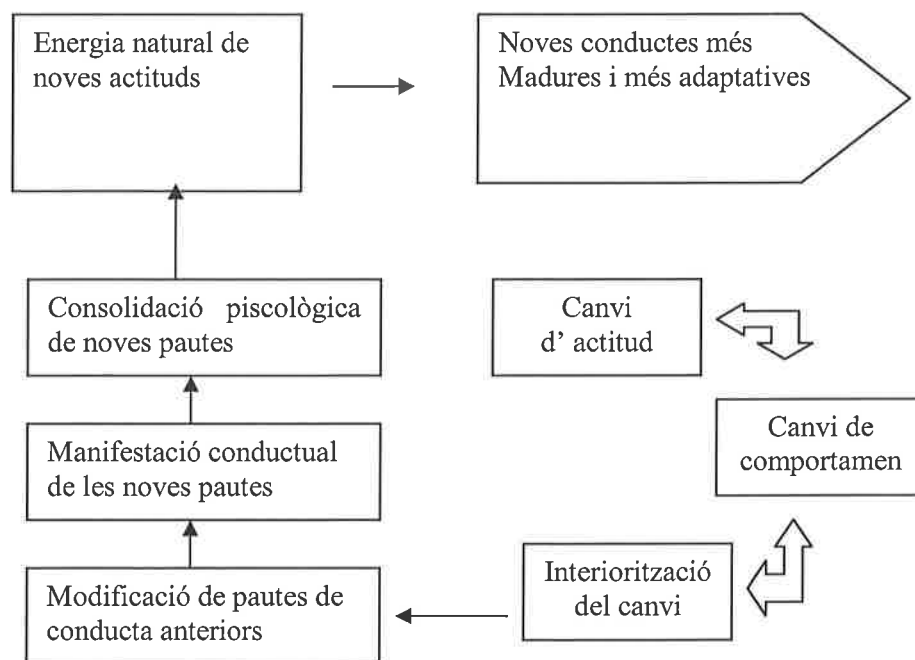 Energia natural de
noves actituds
Noves conductes més
Madures i més adaptatives
Consolidació piscològica
de noves pautes
Canvi
d' actitud
Canvi de
comportamen
Manifestació conductual
de les noves pautes
Interiorització
del canvi
Modificació de pautes de
conducta anteriors